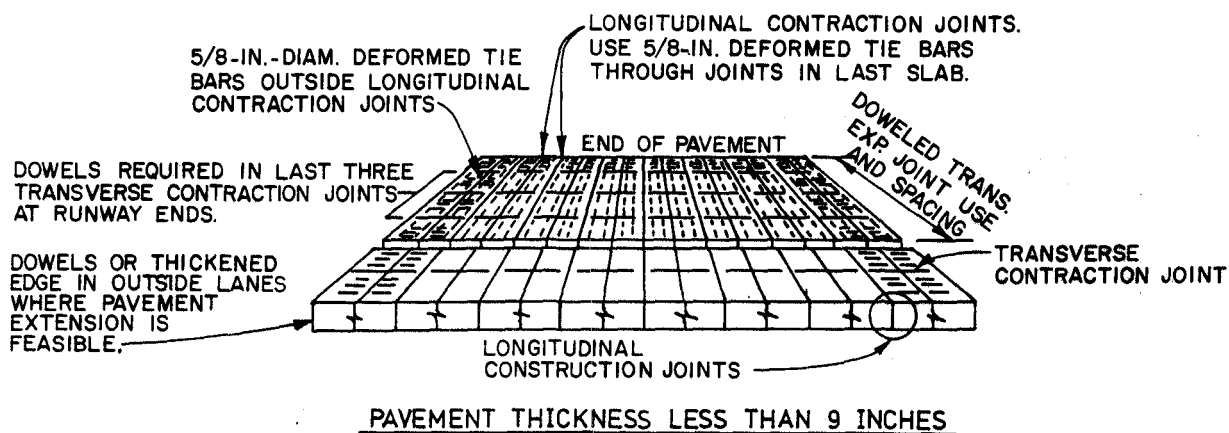 LONGITUDINAL CONTRACTION JOINTS.
USE 5/8-IN. DEFORMED TIE BARS
THROUGH JOINTS IN LAST SLAB.
5/8-IN.-DIAM. DEFORMED TIE
BARS OUTSIDE LONGITUDINAL
CONTRACTION JOINTS
END OF PAVEMENT
DOWELED TRANS.
EXP. JOINT USE
AND SPACING
DOWELS REQUIRED IN LAST THREE
TRANSVERSE CONTRACTION JOINTS
AT RUNWAY ENDS.
TRANSVERSE
CONTRACTION JOINT
DOWELS OR THICKENED
EDGE IN OUTSIDE LANES
WHERE PAVEMENT
EXTENSION IS
FEASIBLE.
LONGITUDINAL
CONSTRUCTION JOINTS
PAVEMENT THICKNESS LESS THAN 9 INCHES